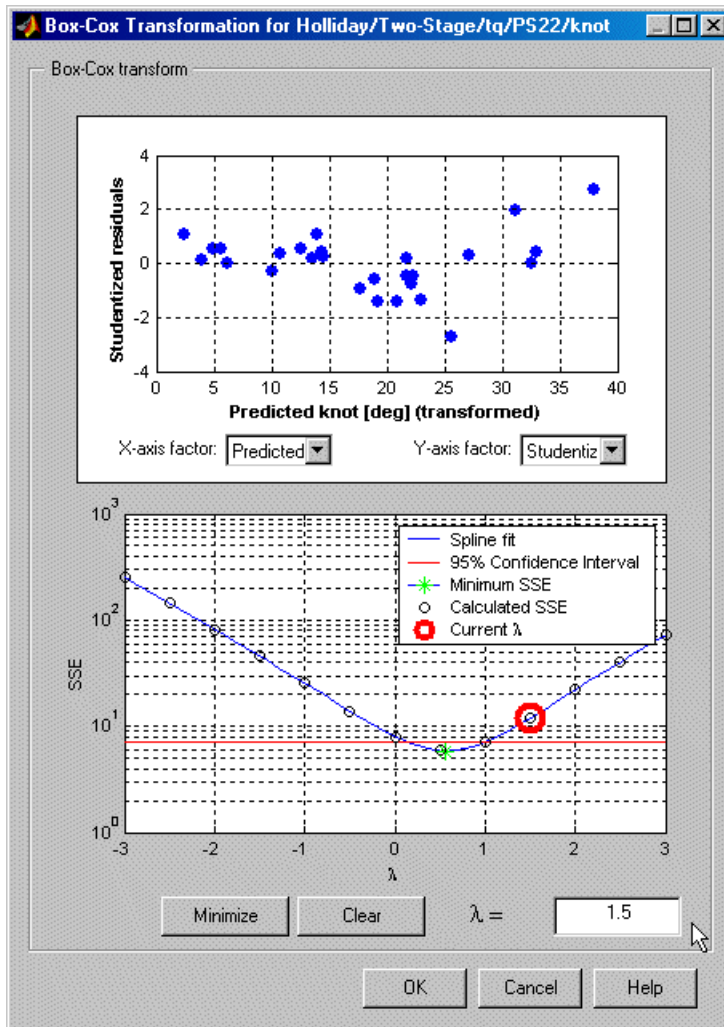 Box-Cox Transformation for Holliday/Two-Stage/tq/PS22/knot
Box-Cox transform
4
2
0
-2
-4
Studentized residuals
0 5 10 15 20 25 30 35 40
Predicted knot [deg] (transformed)
X-axis factor: Predicted
Y-axis factor: Studentiz
10^3
10^2
10^1
10^0
SSE
Spline fit
95% Confidence Interval
Minimum SSE
Calculated SSE
Current λ
-3 -2 -1 0 1 2 3
λ
Minimize Clear λ = 1.5
OK Cancel Help